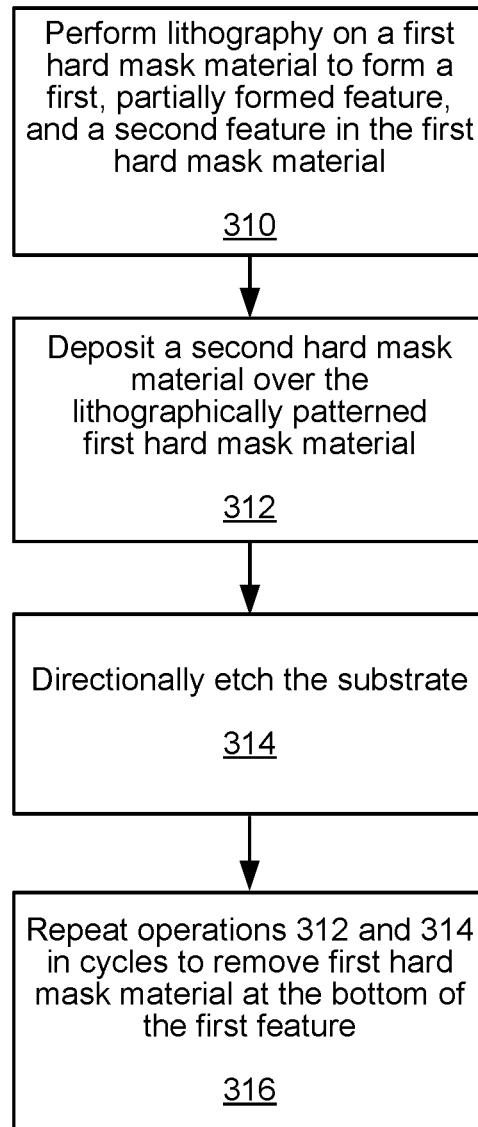 Perform lithography on a first
hard mask material to form a
first, partially formed feature,
and a second feature in the first
hard mask material
310
Deposit a second hard mask
material over the
lithographically patterned
first hard mask material
312
Directionally etch the substrate
314
Repeat operations 312 and 314
in cycles to remove first hard
mask material at the bottom of
the first feature
316